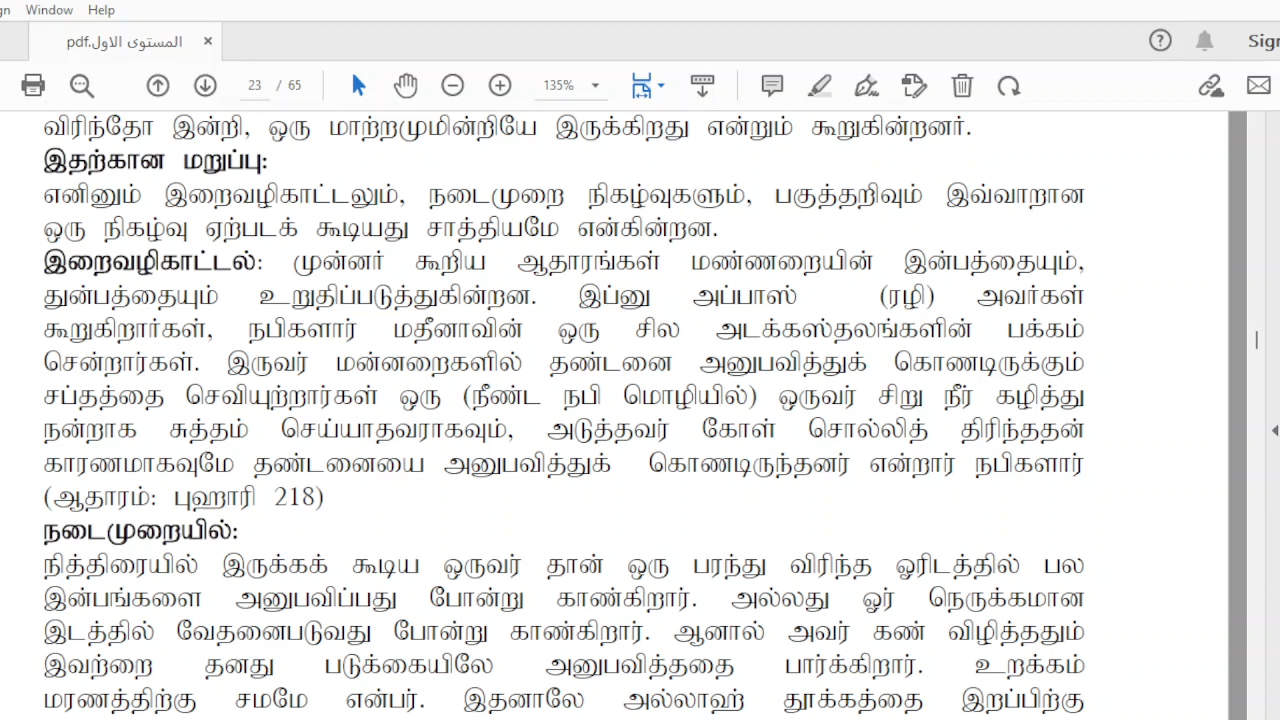 gn Window Help
المستوى الاول.pdf ×
Sign
23 / 65 135%
விரிந்தோ இன்றி, ஒரு மாற்றமுமின்றியே இருக்கிறது என்றும் கூறுகின்றனர்.
இதற்கான மறுப்பு:
எனினும் இறைவழிகாட்டலும், நடைமுறை நிகழ்வுகளும், பகுத்தறிவும் இவ்வாறான
ஒரு நிகழ்வு ஏற்படக் கூடியது சாத்தியமே என்கின்றன.
இறைவழிகாட்டல்: முன்னர் கூறிய ஆதாரங்கள் மண்ணறையின் இன்பத்தையும்,
துன்பத்தையும் உறுதிப்படுத்துகின்றன. இப்னு அப்பாஸ் (ரழி) அவர்கள்
கூறுகிறார்கள், நபிகளார் மதீனாவின் ஒரு சில அடக்கஸ்தலங்களின் பக்கம்
சென்றார்கள். இருவர் மன்னறைகளில் தண்டனை அனுபவித்துக் கொணடிருக்கும்
சப்தத்தை செவியுற்றார்கள் ஒரு (நீண்ட நபி மொழியில்) ஒருவர் சிறு நீர் கழித்து
நன்றாக சுத்தம் செய்யாதவராகவும், அடுத்தவர் கோள் சொல்லித் திரிந்ததன்
காரணமாகவுமே தண்டனையை அனுபவித்துக் கொணடிருந்தனர் என்றார் நபிகளார்
(ஆதாரம்: புஹாரி 218)
நடைமுறையில்:
நித்திரையில் இருக்கக் கூடிய ஒருவர் தான் ஒரு பரந்து விரிந்த ஓரிடத்தில் பல
இன்பங்களை அனுபவிப்பது போன்று காண்கிறார். அல்லது ஓர் நெருக்கமான
இடத்தில் வேதனைபடுவது போன்று காண்கிறார். ஆனால் அவர் கண் விழித்ததும்
இவற்றை தனது படுக்கையிலே அனுபவித்ததை பார்க்கிறார். உறக்கம்
மரணத்திற்கு சமமே என்பர். இதனாலே அல்லாஹ் தூக்கத்தை இறப்பிற்கு